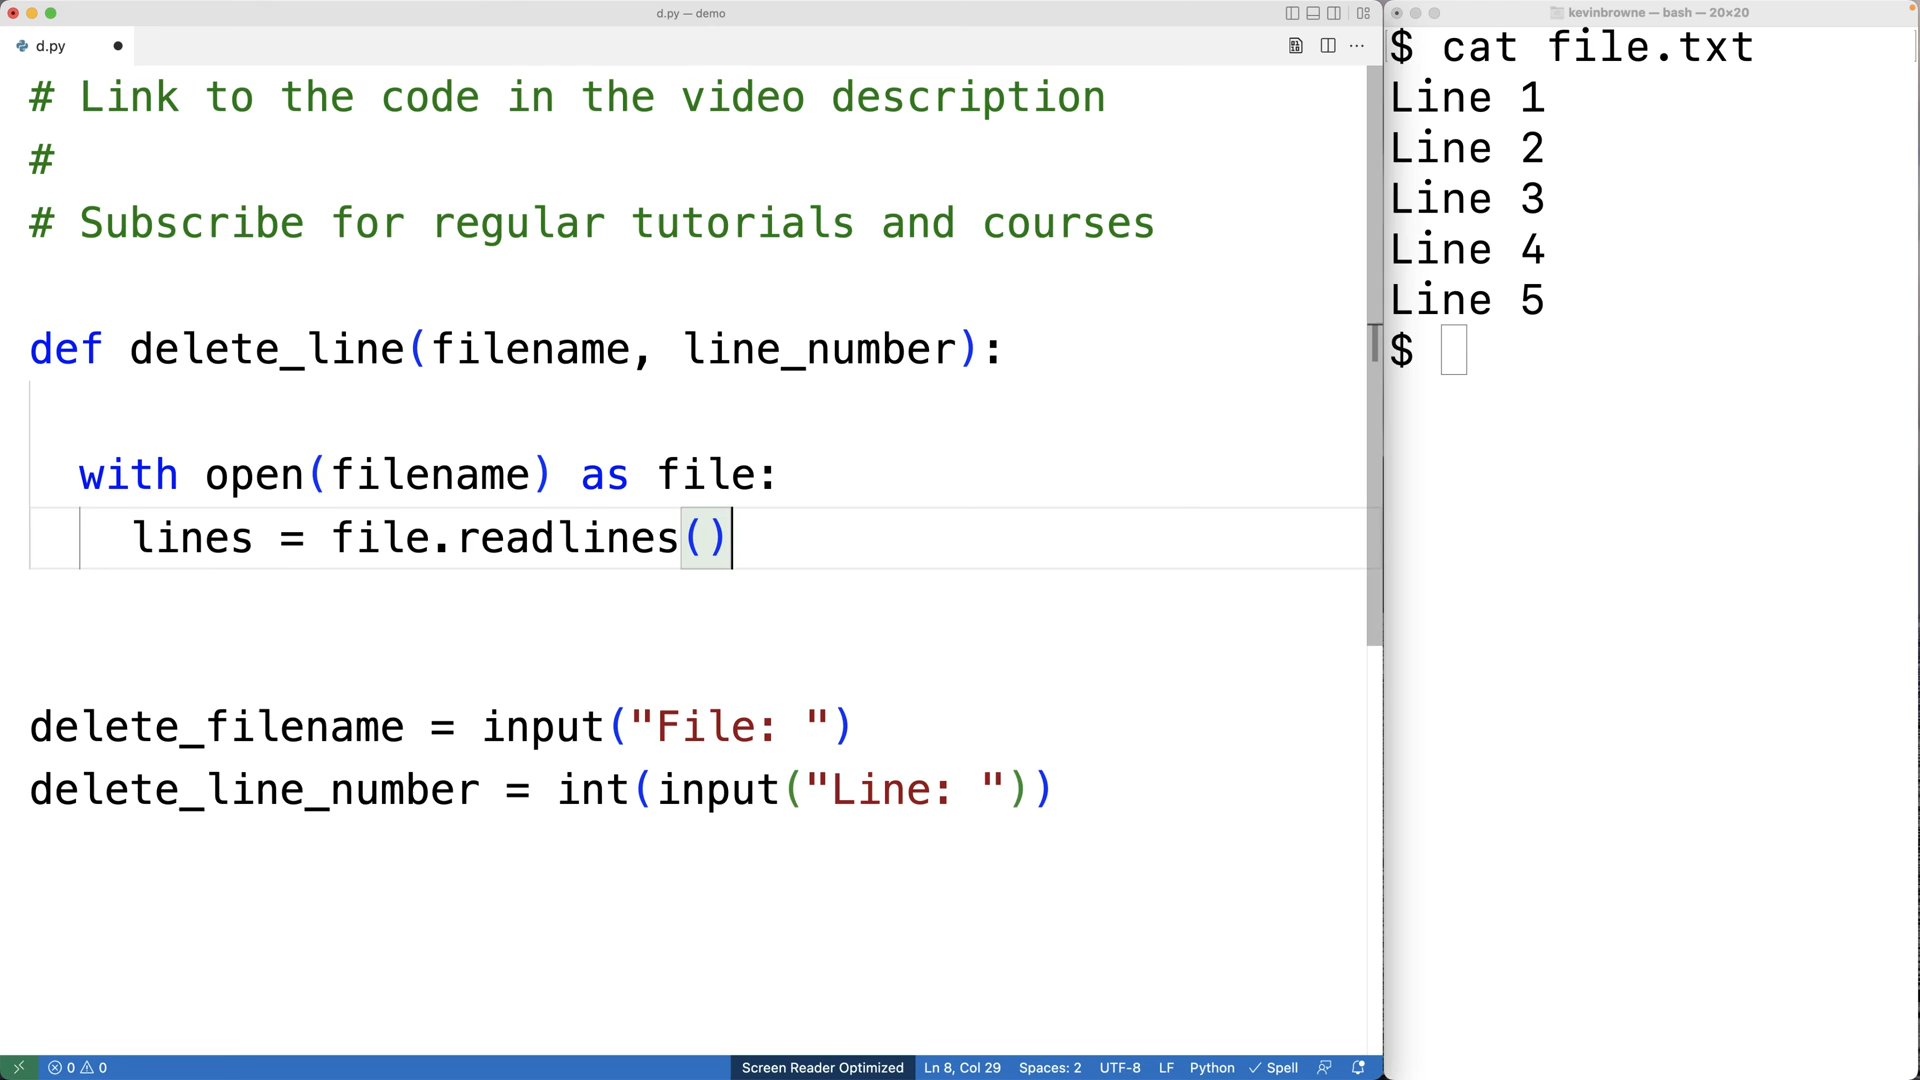 d.py — demo
d.py
# Link to the code in the video description
#
# Subscribe for regular tutorials and courses
def delete_line(filename, line_number):
with open(filename) as file:
lines = file.readlines()
delete_filename = input("File: ")
delete_line_number = int(input("Line: "))
0 0
Screen Reader Optimized
Ln 8, Col 29
Spaces: 2
UTF-8
LF
Python
Spell
kevinbrowne — bash — 20×20
$ cat file.txt
Line 1
Line 2
Line 3
Line 4
Line 5
$